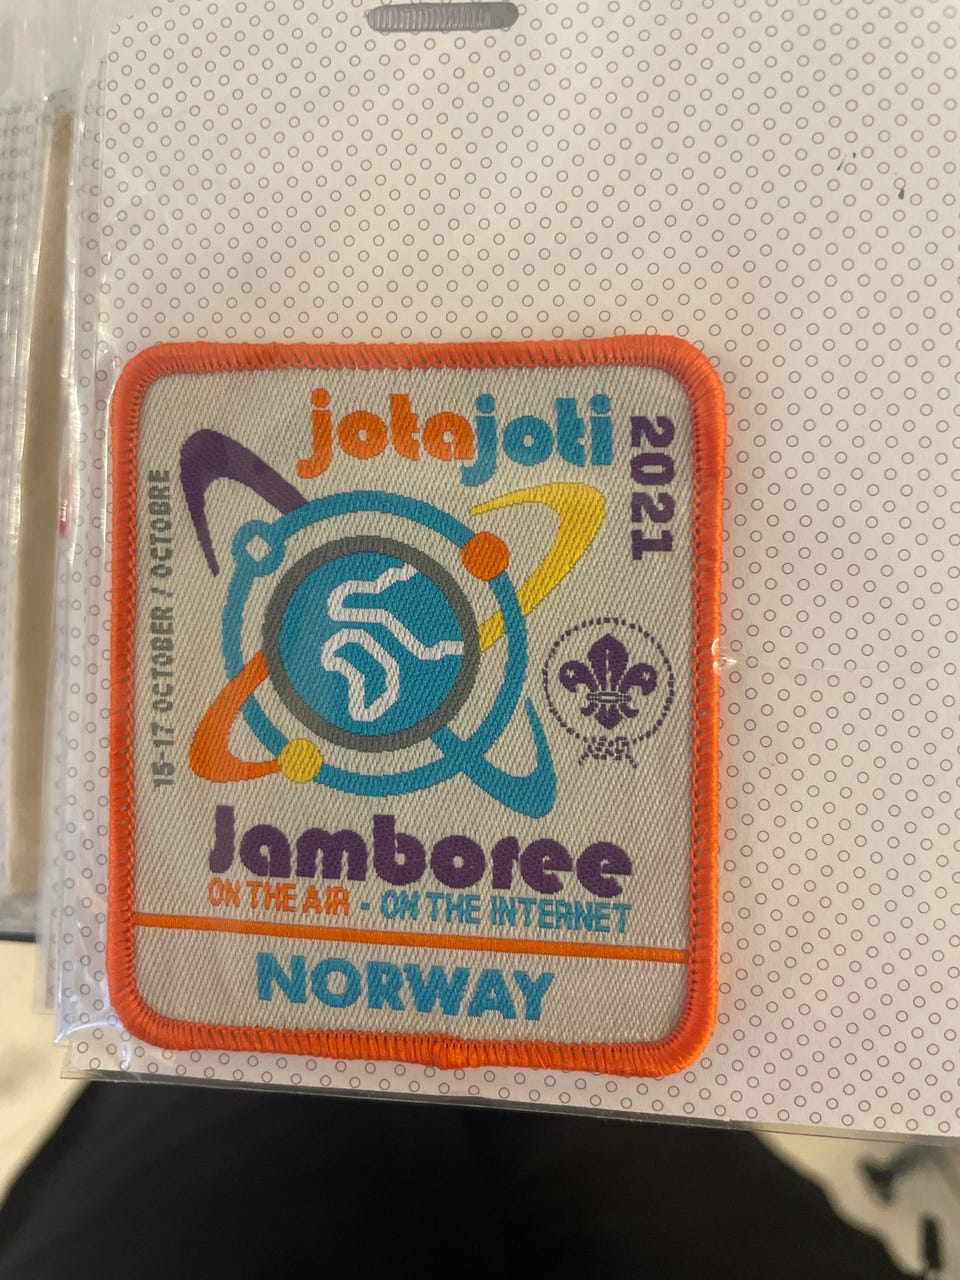 jotajoti
2021
15-17 OCTOBER / OCTOBRE
Jamboree
ON THE AIR - ON THE INTERNET
NORWAY